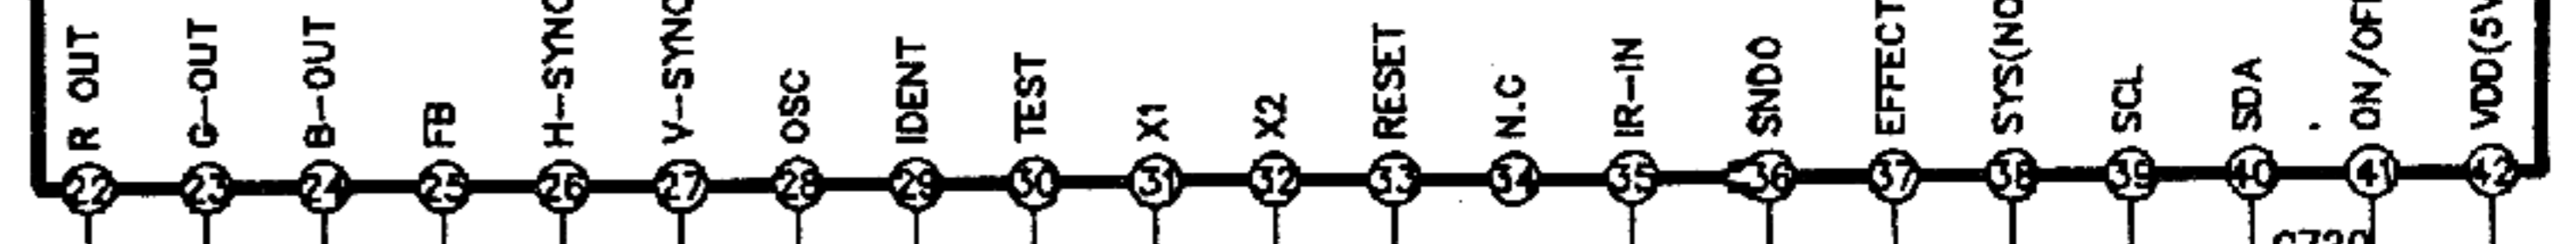 R OUT
G-OUT
B-OUT
FB
H-SYNC
V-SYNC
OSC
IDENT
TEST
X1
X2
RESET
N.C
IR-IN
SND0
EFFECT
SYS(NO
SCL
SDA
ON/OF
VDD(5V
22 23 24 25 26 27 28 29 30 31 32 33 34 35 36 37 38 39 40 41 42